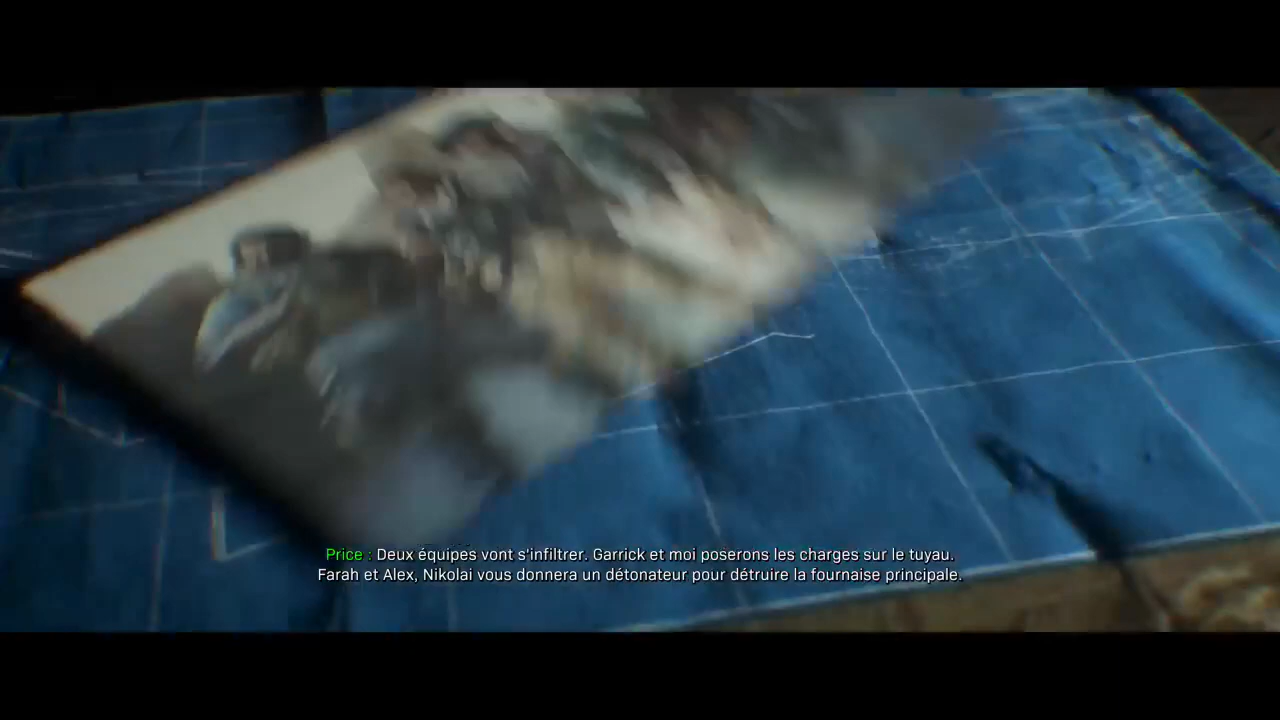 Price : Deux équipes vont s'infiltrer. Garrick et moi poserons les charges sur le tuyau.
Farah et Alex, Nikolai vous donnera un détonateur pour détruire la fournaise principale.